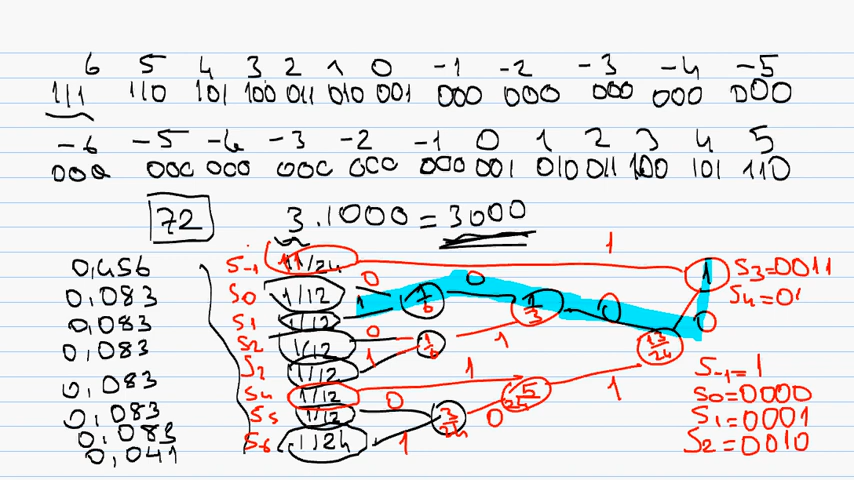 6 5 4 3 2 1 0 -1 -2 -3 -4 -5
111 110 101 100 011 010 001 000 000 000 000 000
-6 -5 -4 -3 -2 -1 0 1 2 3 4 5
000 000 000 000 000 000 001 010 011 100 101 110
72 3.1000=3000
0,456
0,083
0,083
0,083
0,083
0,083
0,083
0,041
S-1 11/24 1 1
S0 1/12 0 1/6 0
S1 1/12 1 1/3 0 0
S2 1/12 0 1/6 1 13/24
S3 1/12 1
S4 1/12 1 5/24 1
S5 1/12 0 3/24 0
S6 1/24 1
S3=0011
S4=01
S-1=1
S0=0000
S1=0001
S2=0010